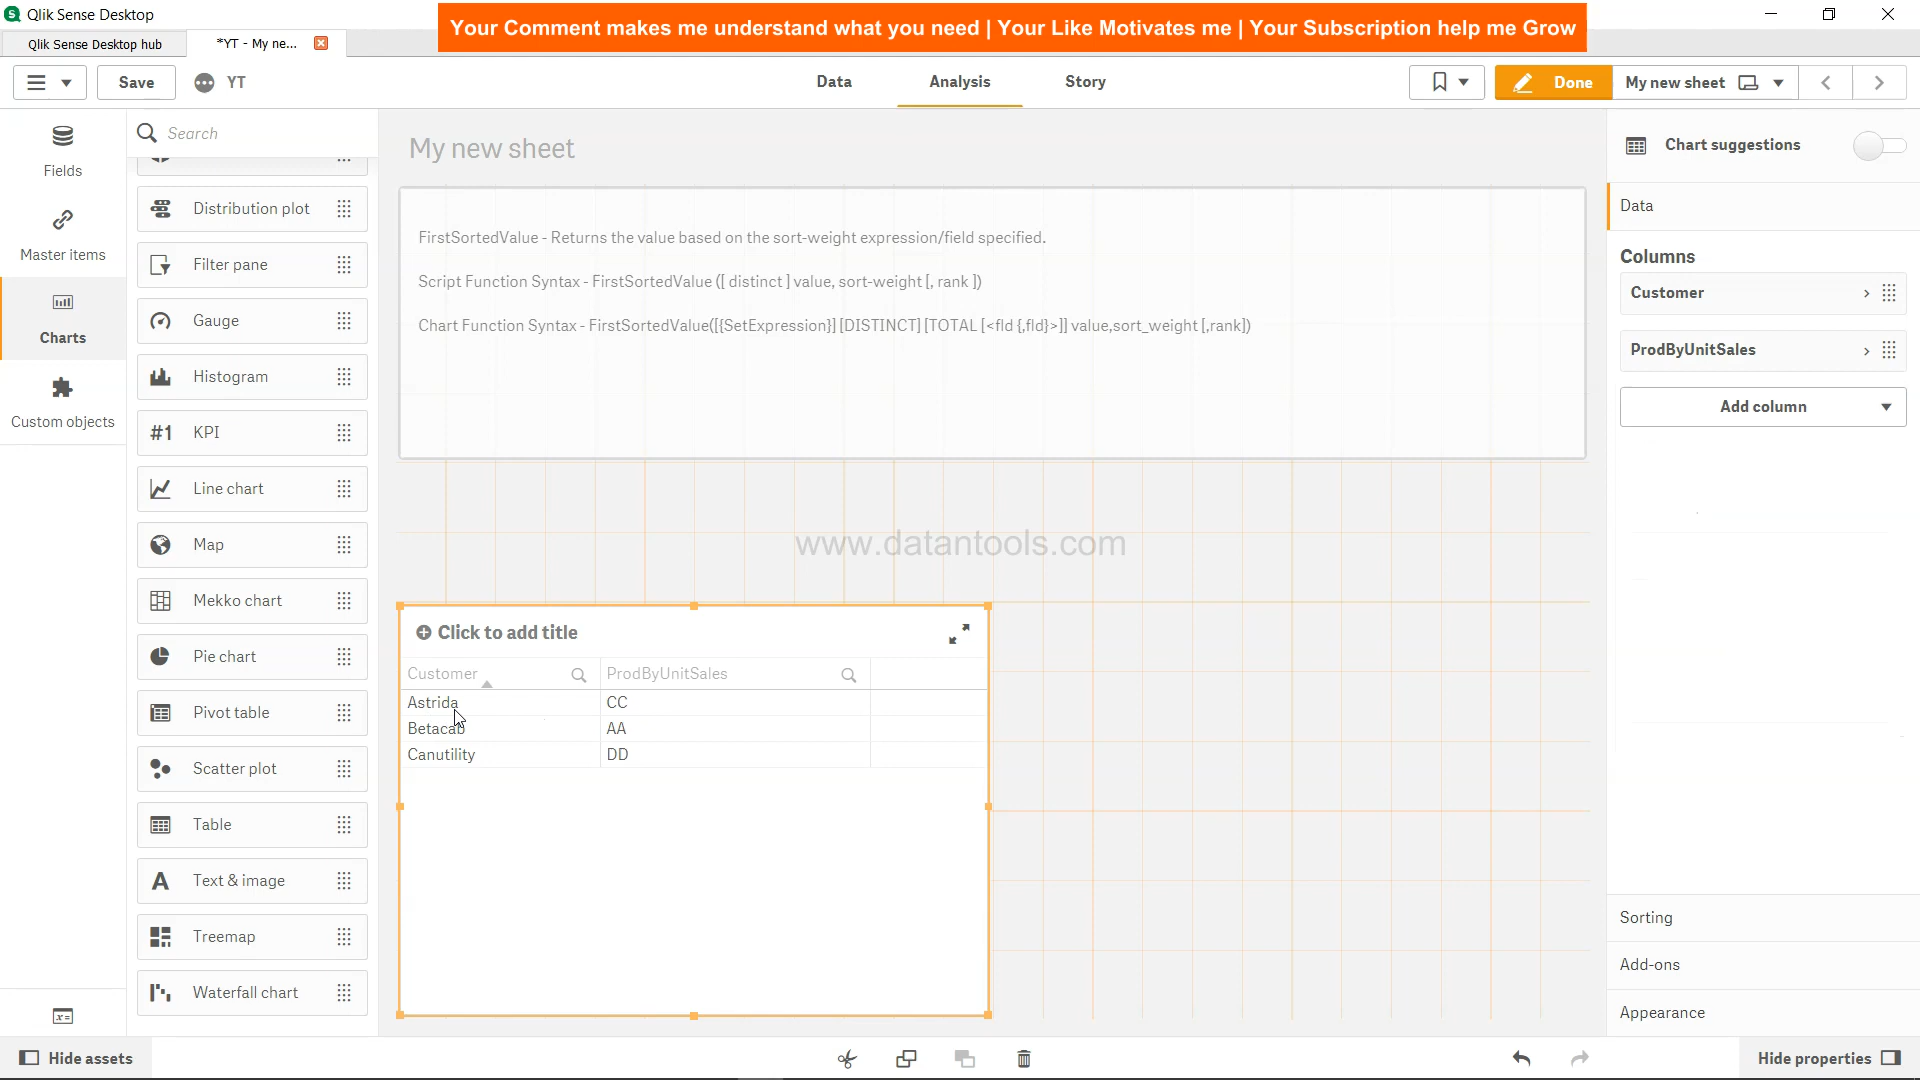 Qlik Sense Desktop
Your Comment makes me understand what you need | Your Like Motivates me | Your Subscription help me Grow
Qlik Sense Desktop hub
*YT - My ne...
Save
YT
Data
Analysis
Story
Done
My new sheet
Fields
Master items
Charts
Custom objects
Search
Distribution plot
Filter pane
Gauge
Histogram
#1 KPI
Line chart
Map
Mekko chart
Pie chart
Pivot table
Scatter plot
Table
A Text & image
Treemap
Waterfall chart
My new sheet
FirstSortedValue - Returns the value based on the sort-weight expression/field specified.
Script Function Syntax - FirstSortedValue ([ distinct ] value, sort-weight [, rank ])
Chart Function Syntax - FirstSortedValue([{SetExpression}] [DISTINCT] [TOTAL [<fld {,fld}>]] value,sort_weight [,rank])
www.datantools.com
Click to add title
Customer ProdByUnitSales
Astrida CC
Betacab AA
Canutility DD
Chart suggestions
Data
Columns
Customer
ProdByUnitSales
Add column
Sorting
Add-ons
Appearance
Hide assets
Hide properties